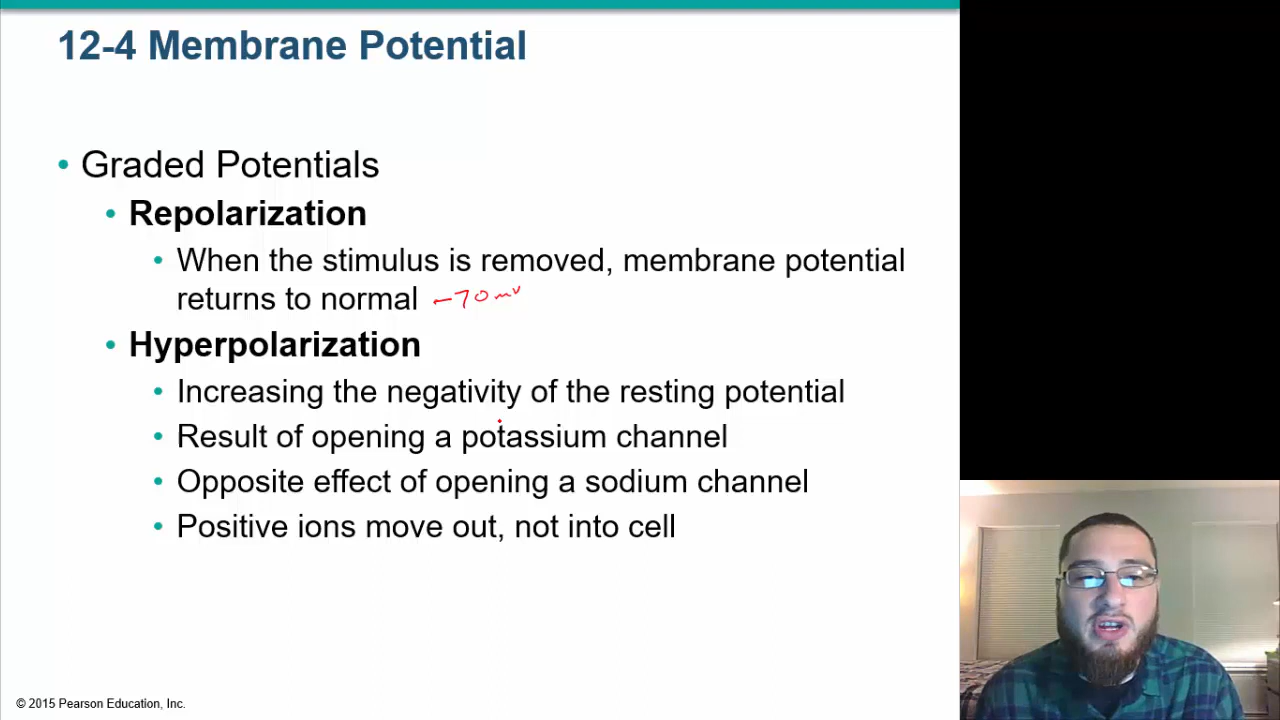 12-4 Membrane Potential
• Graded Potentials
• Repolarization
• When the stimulus is removed, membrane potential
returns to normal -70 mV
• Hyperpolarization
• Increasing the negativity of the resting potential
• Result of opening a potassium channel
• Opposite effect of opening a sodium channel
• Positive ions move out, not into cell
© 2015 Pearson Education, Inc.